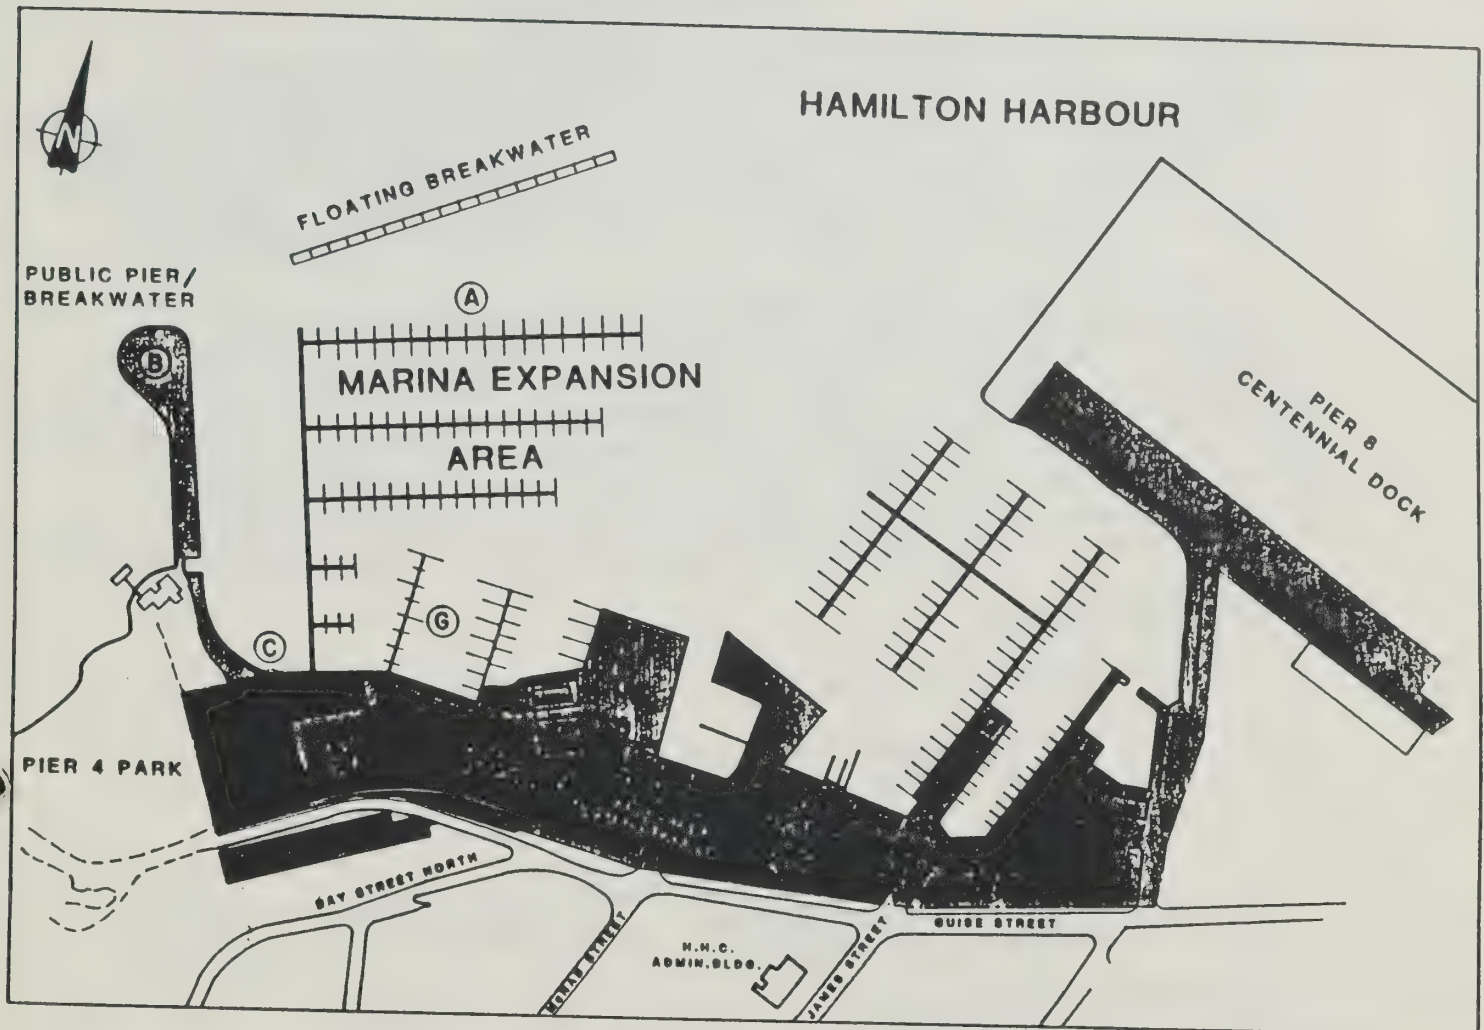 HAMILTON HARBOUR
N
FLOATING BREAKWATER
PUBLIC PIER/
BREAKWATER
A
B
MARINA EXPANSION
AREA
PIER 8
CENTENNIAL DOCK
G
C
PIER 4 PARK
BAY STREET NORTH
GUISE STREET
H.H.C.
ADMIN. BLDG.
JAMES STREET